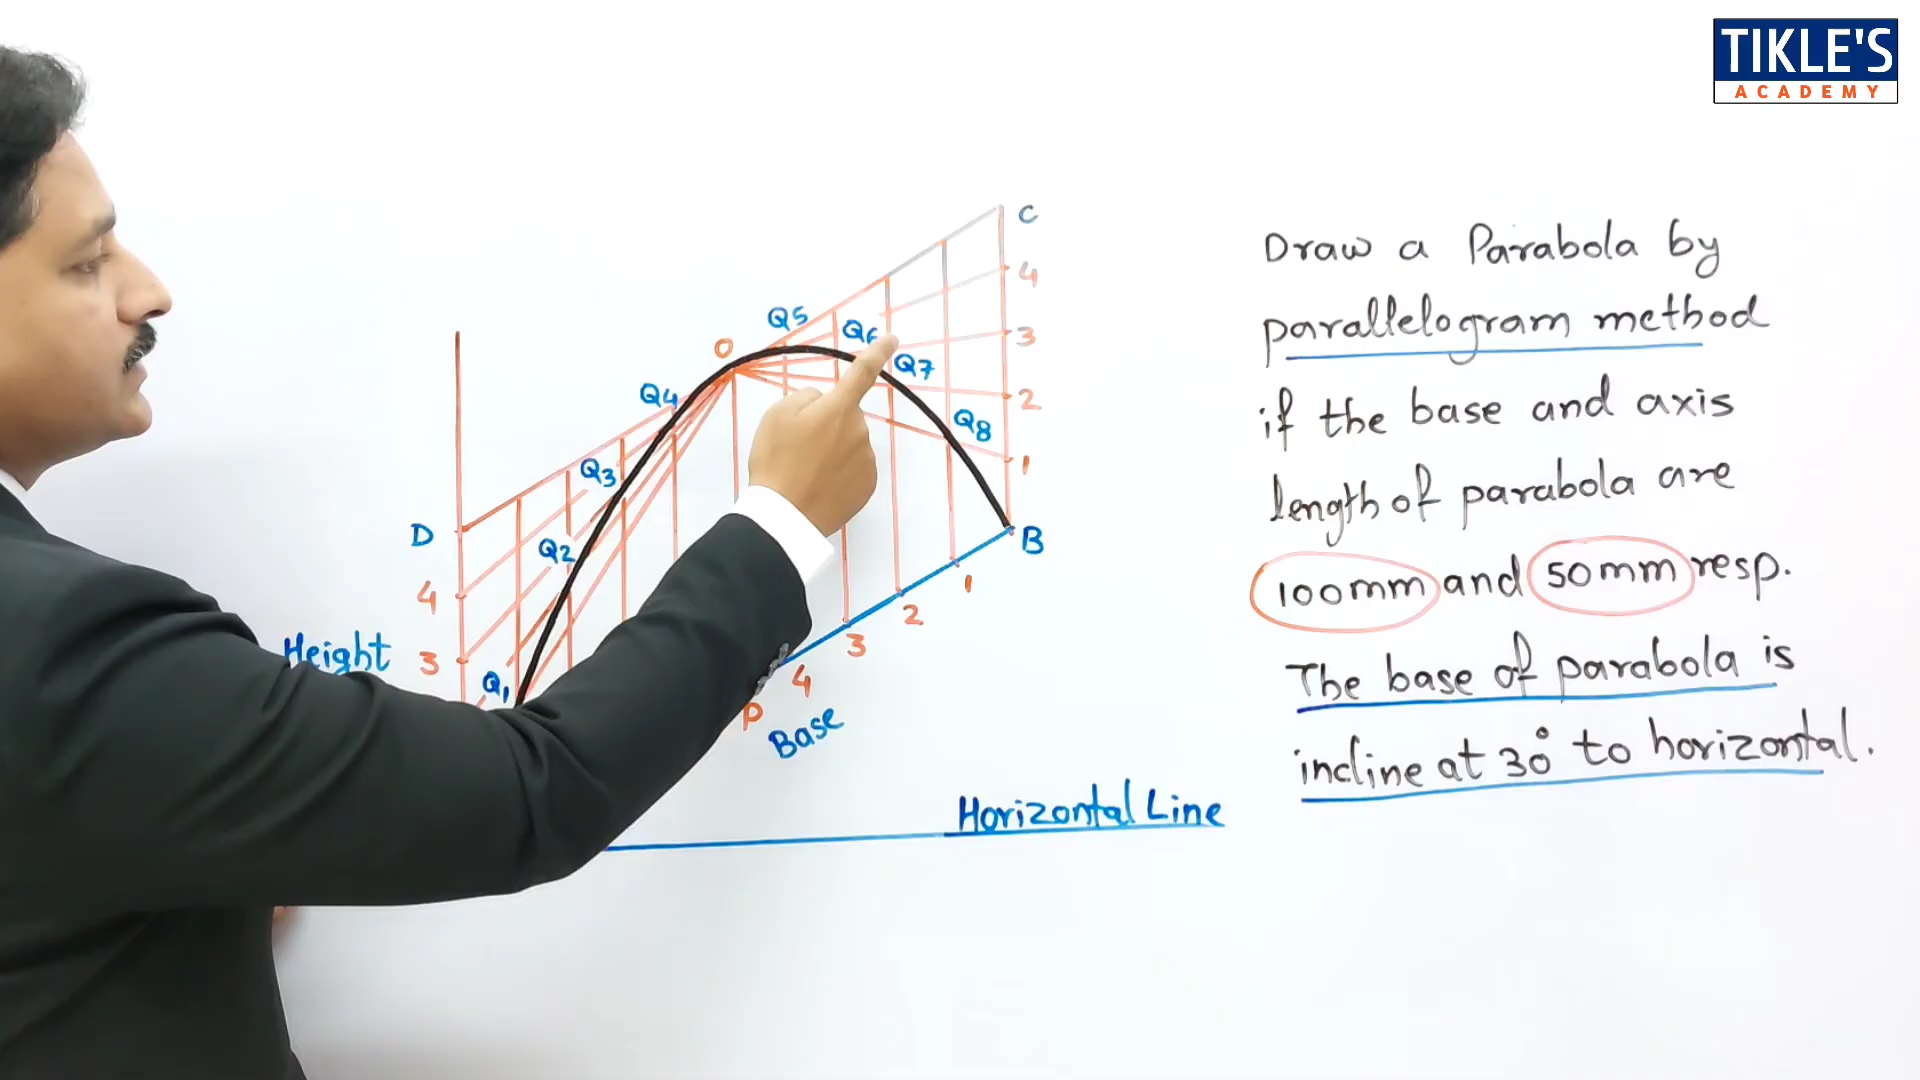 TIKLE'S
ACADEMY
C
4
Q5
O
Q6
3
Q7
Q4
2
Q8
1
Q3
D
Q2
B
4
1
2
3
Height
3
4
Q1
P
Base
Horizontal Line
Draw a Parabola by
parallelogram method
if the base and axis
length of parabola are
100mm and 50mm resp.
The base of parabola is
incline at 30° to horizontal.